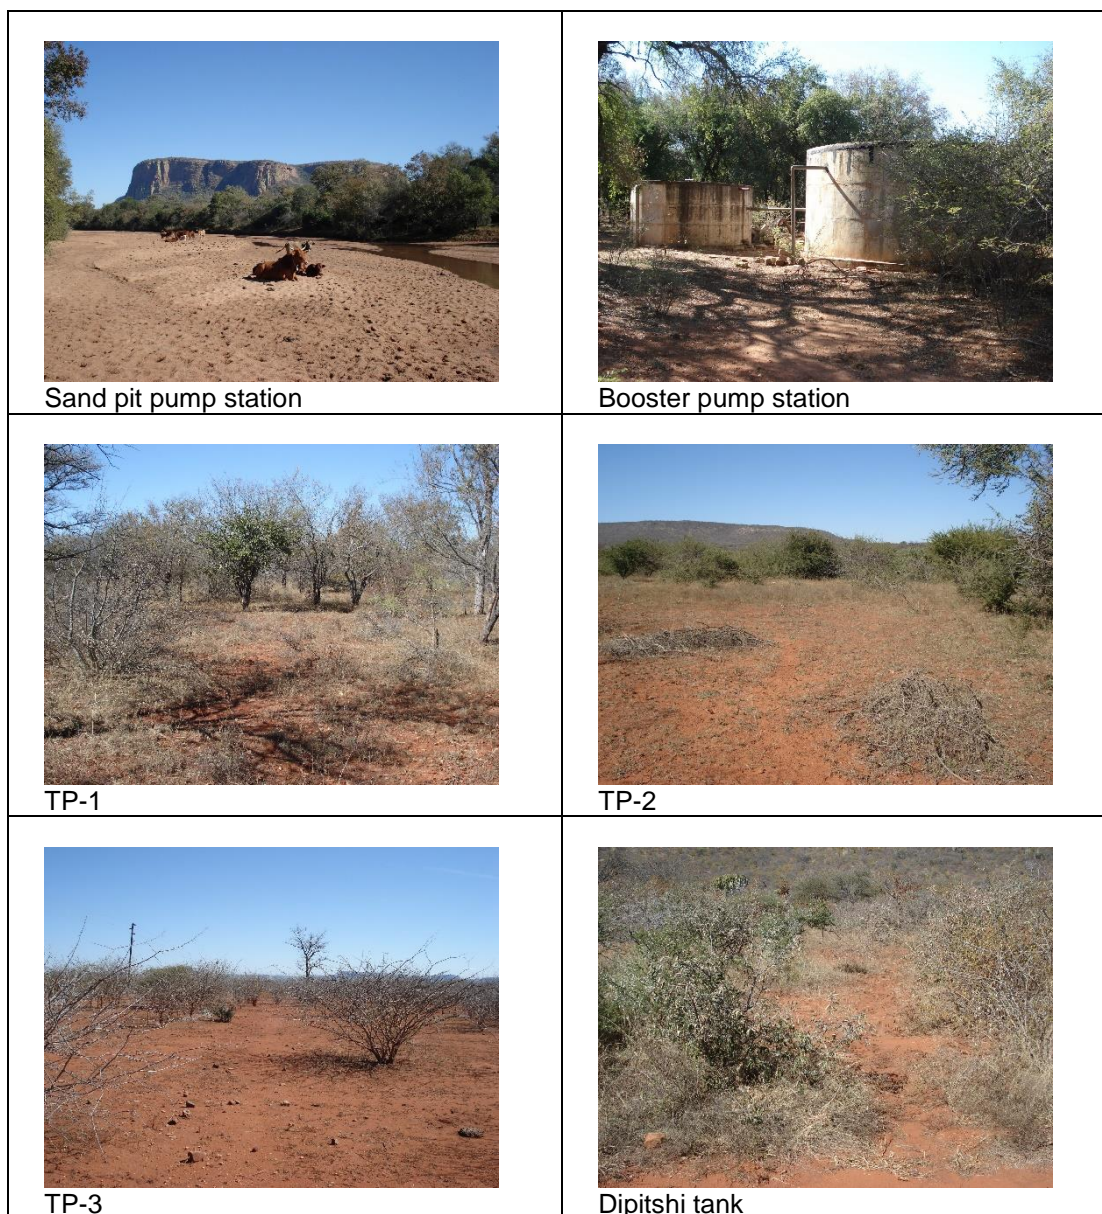 Sand pit pump station
Booster pump station
TP-1
TP-2
TP-3
Dipitshi tank